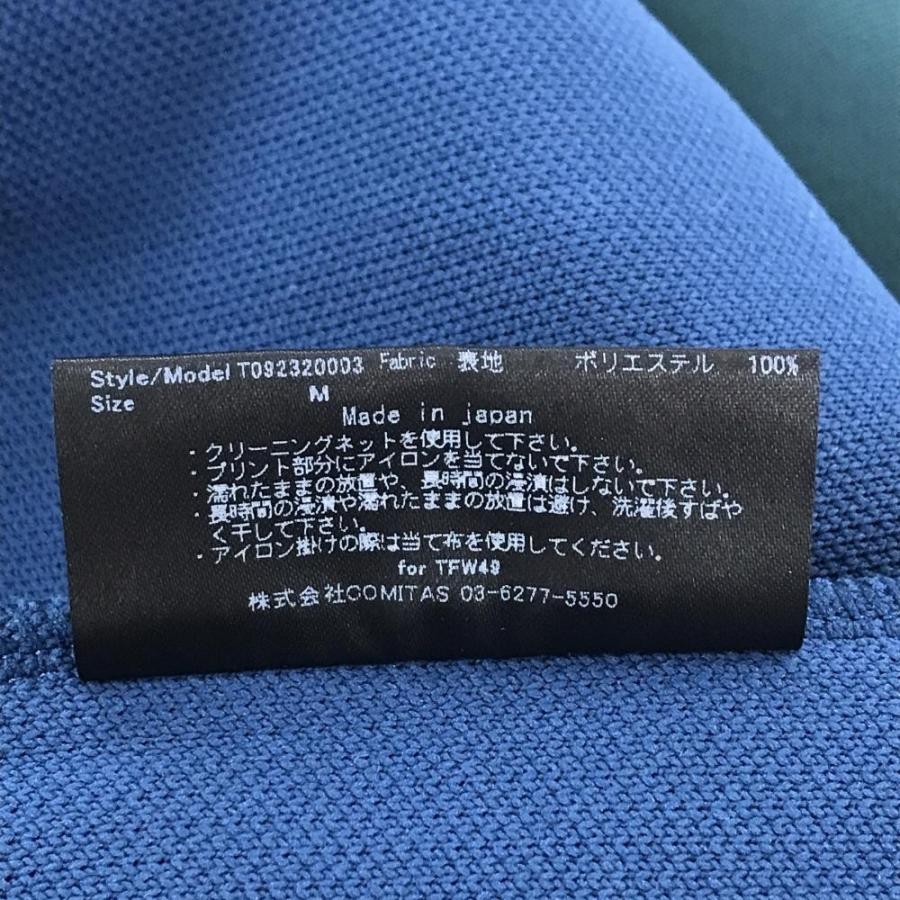 Style/Model T092320003 Fabric 表地 ポリエステル 100%
Size M
Made in japan
・クリーニングネットを使用して下さい。
・プリント部分にアイロンを当てないで下さい。
・濡れたままの放置や、長時間の浸漬はしないで下さい。
・長時間の浸漬や濡れたままの放置は避け、洗濯後すばや
く干して下さい。
・アイロン掛けの際は当て布を使用してください。
for TFW49
株式会社COMITAS 03-6277-5550